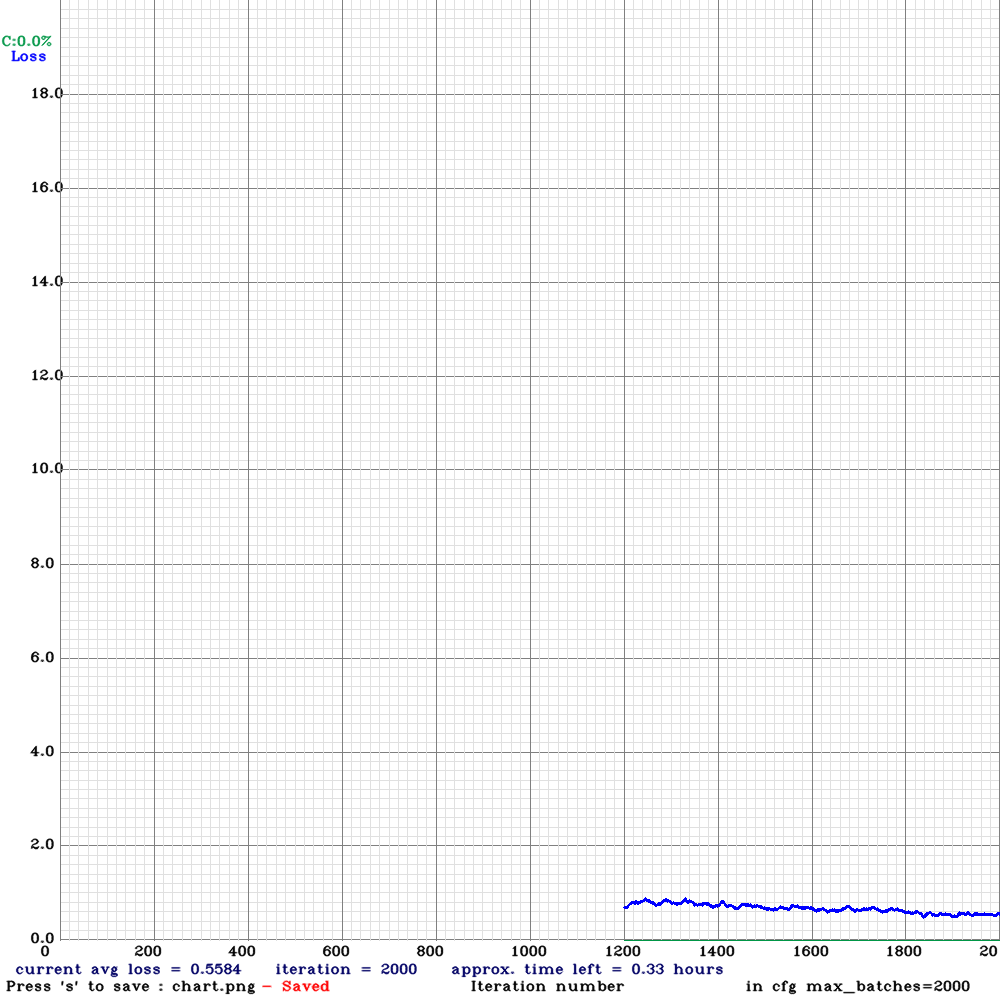 C:0.0%
Loss
18.0
16.0
14.0
12.0
10.0
8.0
6.0
4.0
2.0
0.0
0 200 400 600 800 1000 1200 1400 1600 1800 20
current avg loss = 0.5584 iteration = 2000 approx. time left = 0.33 hours
Press 's' to save : chart.png - Saved Iteration number in cfg max_batches=2000